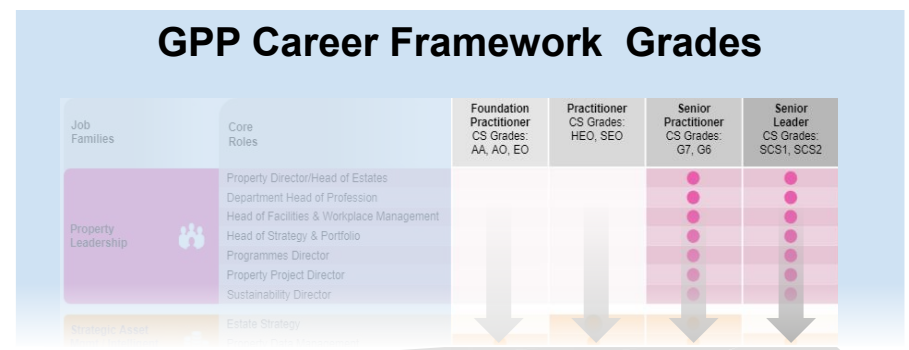 GPP Career Framework Grades
Job
Families
Core
Roles
Foundation
Practitioner
CS Grades:
AA, AO, EO
Practitioner
CS Grades:
HEO, SEO
Senior
Practitioner
CS Grades:
G7, G6
Senior
Leader
CS Grades:
SCS1, SCS2
Property
Leadership
Property Director/Head of Estates
Department Head of Profession
Head of Facilities & Workplace Management
Head of Strategy & Portfolio
Programmes Director
Property Project Director
Sustainability Director
Strategic Asset
Estate Strategy